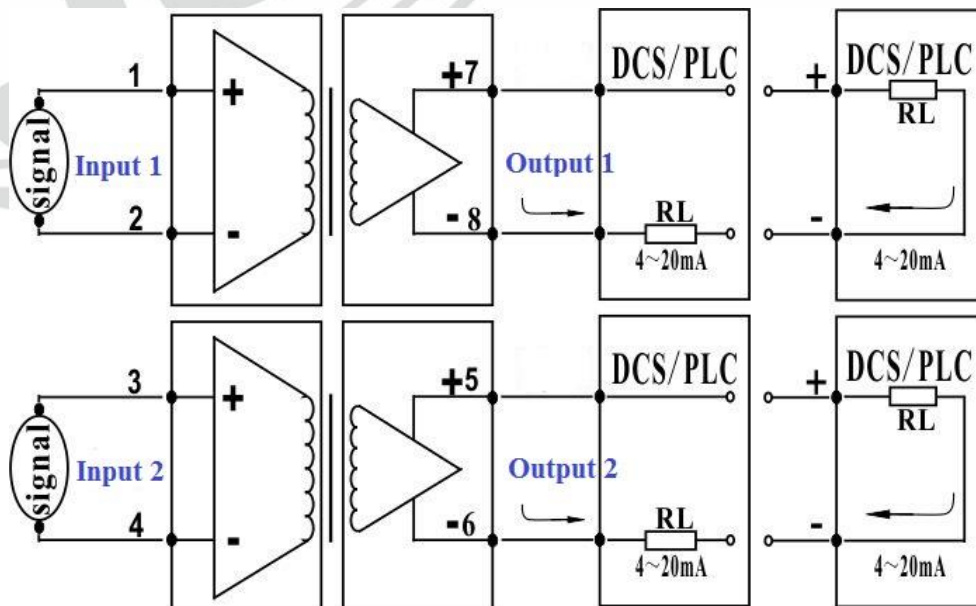 1
+
signal
Input 1
2
-
+7
-8
Output 1
DCS/PLC
RL
4~20mA
+
-
DCS/PLC
RL
4~20mA
3
+
signal
Input 2
4
-
+5
-6
Output 2
DCS/PLC
RL
4~20mA
+
-
DCS/PLC
RL
4~20mA